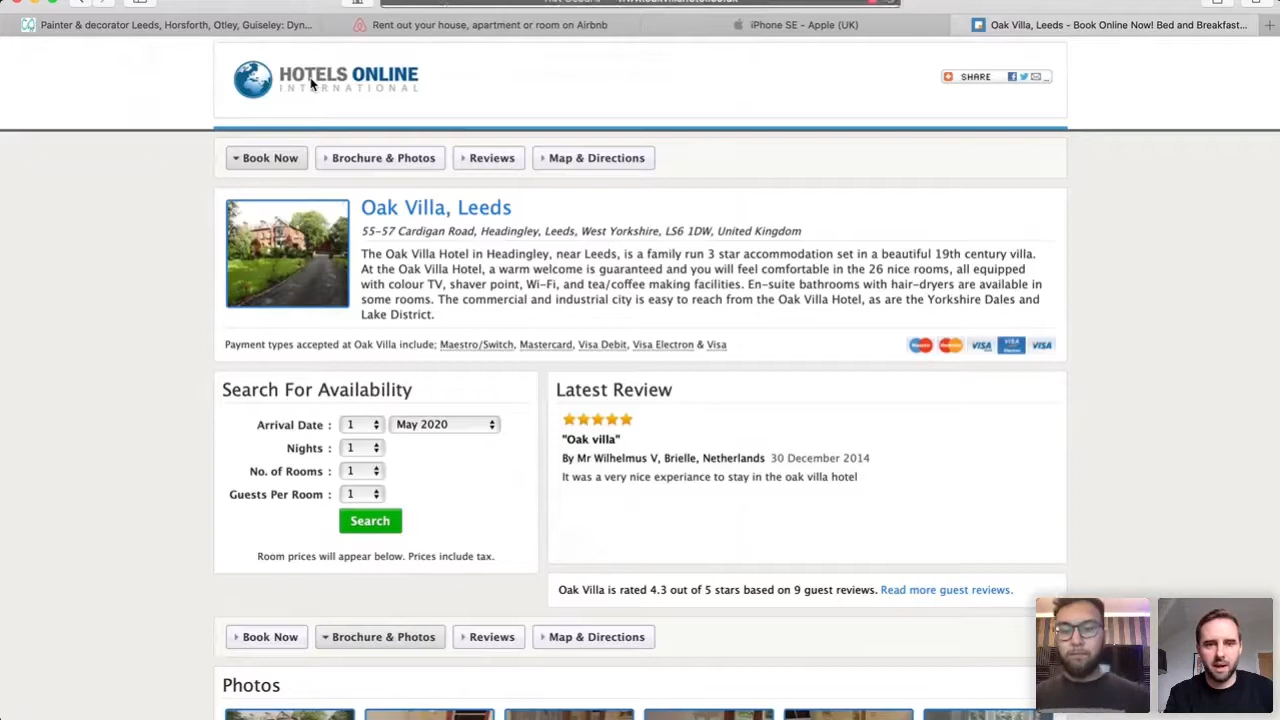 Painter & decorator Leeds, Horsforth, Otley, Guiseley: Dyn...
Rent out your house, apartment or room on Airbnb
iPhone SE - Apple (UK)
Oak Villa, Leeds - Book Online Now! Bed and Breakfast...
HOTELS ONLINE
INTERNATIONAL
SHARE
Book Now
Brochure & Photos
Reviews
Map & Directions
Oak Villa, Leeds
55-57 Cardigan Road, Headingley, Leeds, West Yorkshire, LS6 1DW, United Kingdom
The Oak Villa Hotel in Headingley, near Leeds, is a family run 3 star accommodation set in a beautiful 19th century villa.
At the Oak Villa Hotel, a warm welcome is guaranteed and you will feel comfortable in the 26 nice rooms, all equipped
with colour TV, shaver point, Wi-Fi, and tea/coffee making facilities. En-suite bathrooms with hair-dryers are available in
some rooms. The commercial and industrial city is easy to reach from the Oak Villa Hotel, as are the Yorkshire Dales and
Lake District.
Payment types accepted at Oak Villa include; Maestro/Switch, Mastercard, Visa Debit, Visa Electron & Visa
VISA
VISA
VISA
Search For Availability
Arrival Date : 1 May 2020
Nights : 1
No. of Rooms : 1
Guests Per Room : 1
Search
Room prices will appear below. Prices include tax.
Latest Review
"Oak villa"
By Mr Wilhelmus V, Brielle, Netherlands 30 December 2014
It was a very nice experiance to stay in the oak villa hotel
Oak Villa is rated 4.3 out of 5 stars based on 9 guest reviews. Read more guest reviews.
Book Now
Brochure & Photos
Reviews
Map & Directions
Photos